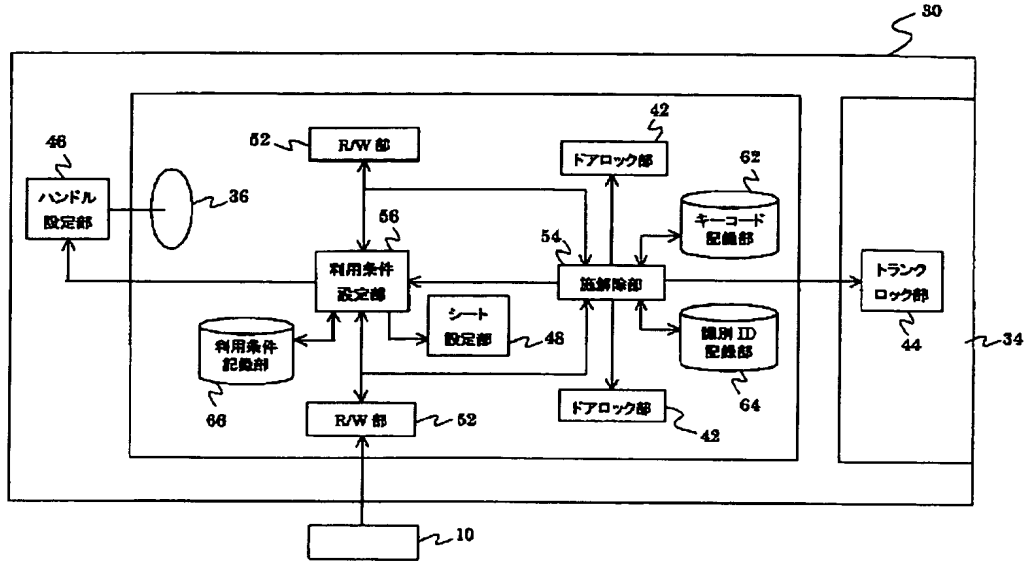 30
52
R/W 部
42
ドアロック部
46
ハンドル
設定部
36
62
キーコード
記録部
56
利用条件
設定部
54
施解除部
トランク
ロック部
44
シート
設定部
48
利用条件
記録部
66
識別 ID
記録部
64
34
R/W 部
52
ドアロック部
42
10